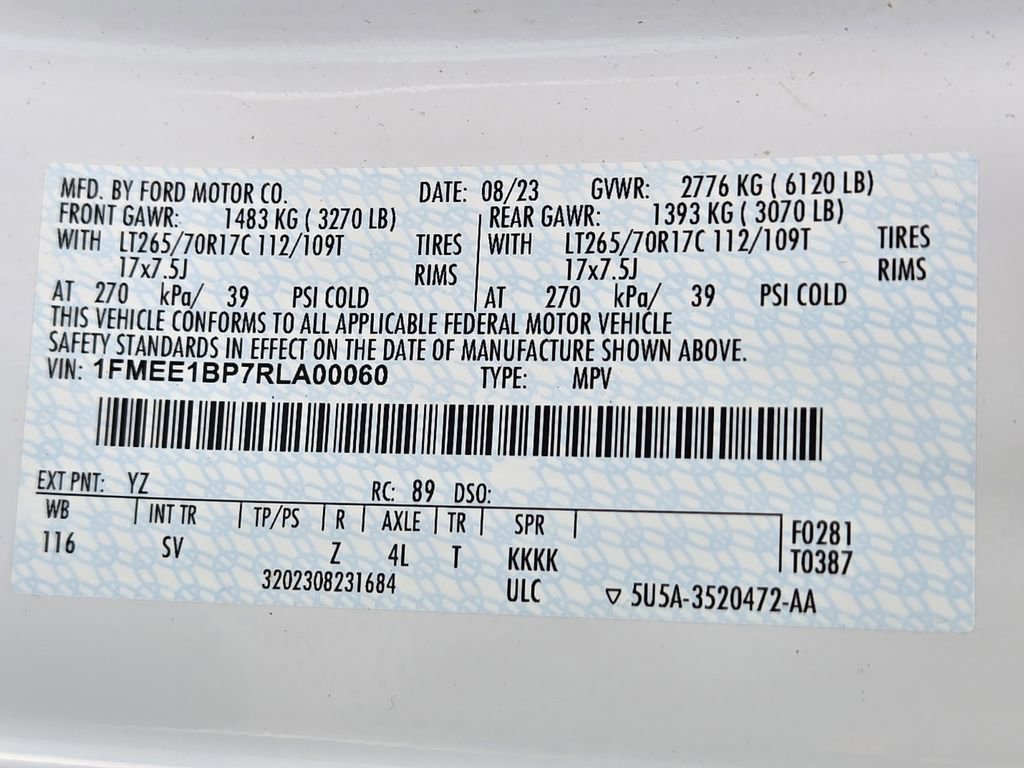 MFD. BY FORD MOTOR CO. DATE: 08/23 GVWR: 2776 KG ( 6120 LB)
FRONT GAWR: 1483 KG ( 3270 LB) REAR GAWR: 1393 KG ( 3070 LB)
WITH LT265/70R17C 112/109T TIRES WITH LT265/70R17C 112/109T TIRES
17x7.5J RIMS 17x7.5J RIMS
AT 270 kPa/ 39 PSI COLD AT 270 kPa/ 39 PSI COLD
THIS VEHICLE CONFORMS TO ALL APPLICABLE FEDERAL MOTOR VEHICLE
SAFETY STANDARDS IN EFFECT ON THE DATE OF MANUFACTURE SHOWN ABOVE.
VIN: 1FMEE1BP7RLA00060 TYPE: MPV
EXT PNT: YZ RC: 89 DSO:
WB INT TR TP/PS R AXLE TR SPR F0281
116 SV Z 4L T KKKK T0387
3202308231684 ULC ▽ 5U5A-3520472-AA